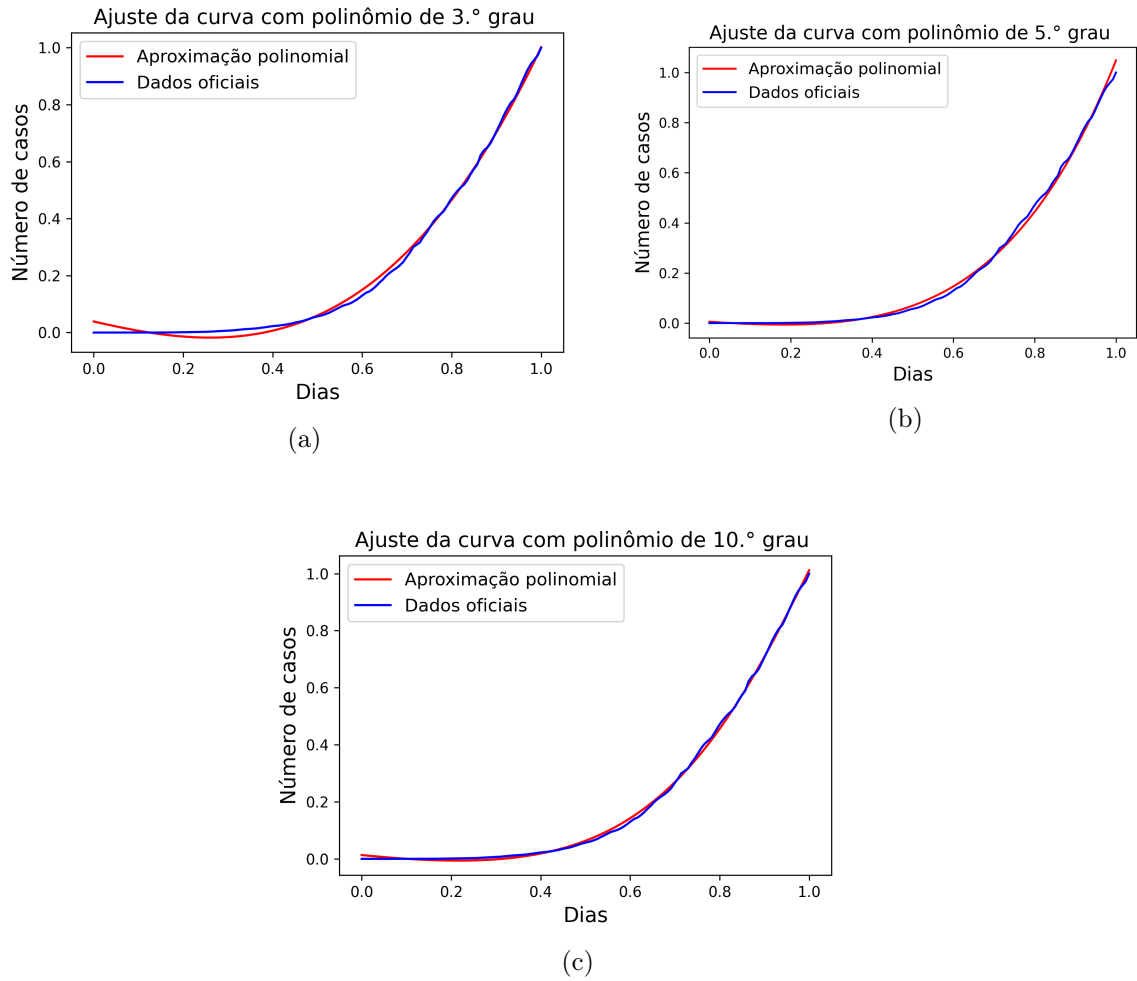 Ajuste da curva com polinômio de 3.° grau
Aproximação polinomial
Dados oficiais
Número de casos
1.0
0.8
0.6
0.4
0.2
0.0
0.0 0.2 0.4 0.6 0.8 1.0
Dias
(a)
Ajuste da curva com polinômio de 5.° grau
Aproximação polinomial
Dados oficiais
Número de casos
1.0
0.8
0.6
0.4
0.2
0.0
0.0 0.2 0.4 0.6 0.8 1.0
Dias
(b)
Ajuste da curva com polinômio de 10.° grau
Aproximação polinomial
Dados oficiais
Número de casos
1.0
0.8
0.6
0.4
0.2
0.0
0.0 0.2 0.4 0.6 0.8 1.0
Dias
(c)